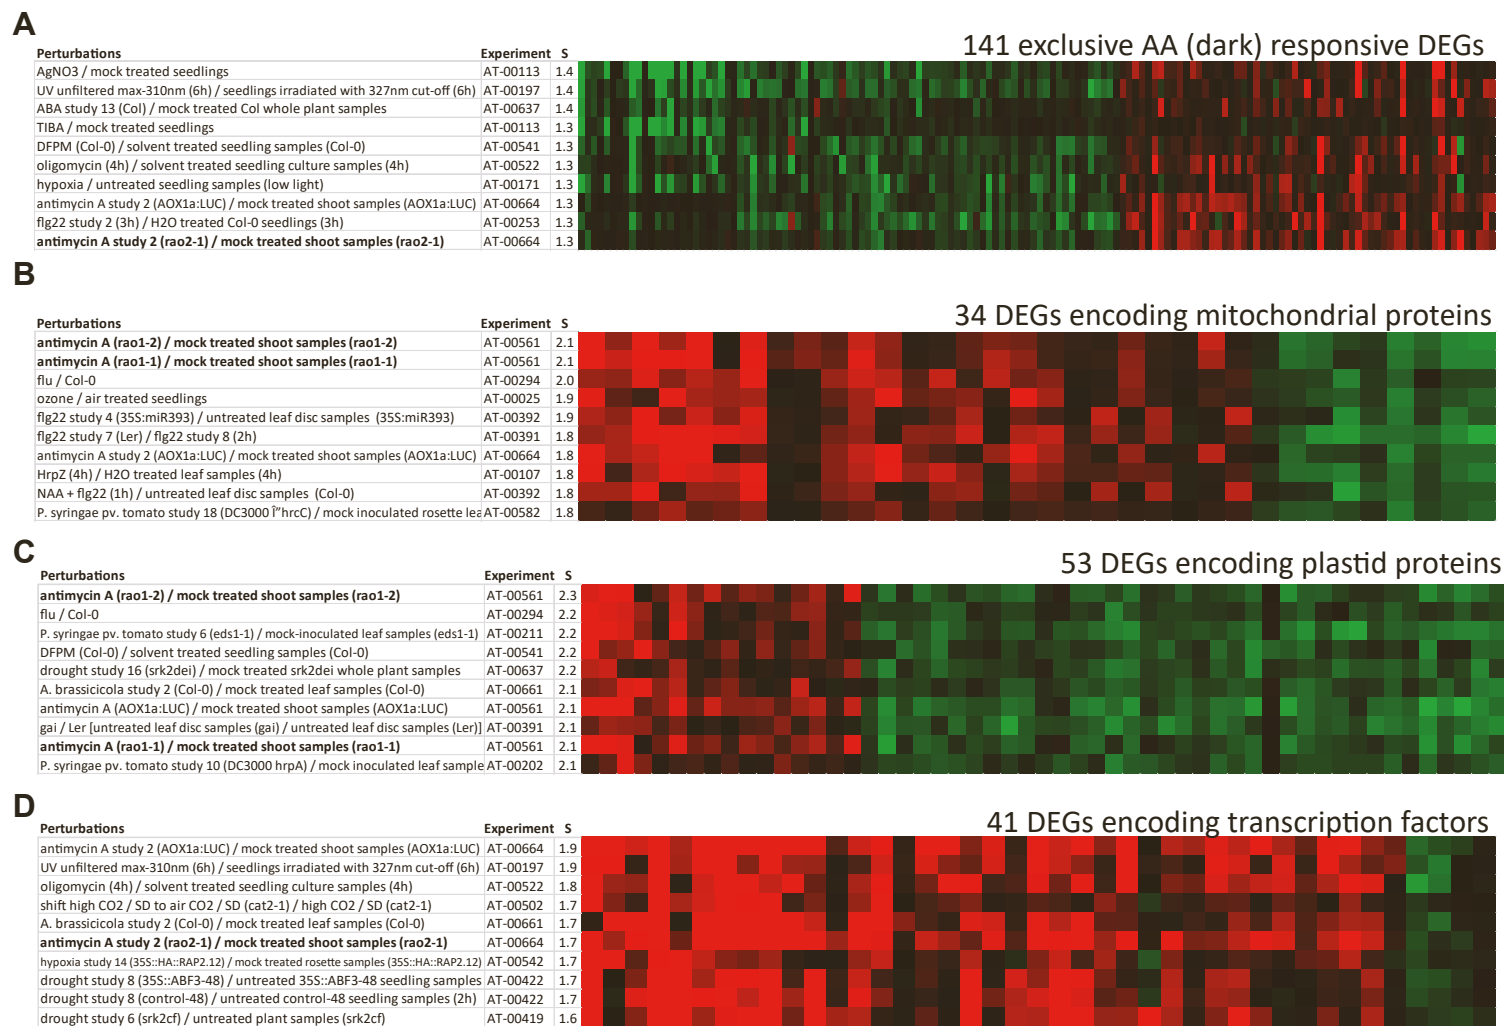 A
141 exclusive AA (dark) responsive DEGs
Perturbations Experiment S
AgNO3 / mock treated seedlings AT-00113 1.4
UV unfiltered max-310nm (6h) / seedlings irradiated with 327nm cut-off (6h) AT-00197 1.4
ABA study 13 (Col) / mock treated Col whole plant samples AT-00637 1.4
TIBA / mock treated seedlings AT-00113 1.3
DFPM (Col-0) / solvent treated seedling samples (Col-0) AT-00541 1.3
oligomycin (4h) / solvent treated seedling culture samples (4h) AT-00522 1.3
hypoxia / untreated seedling samples (low light) AT-00171 1.3
antimycin A study 2 (AOX1a:LUC) / mock treated shoot samples (AOX1a:LUC) AT-00664 1.3
flg22 study 2 (3h) / H2O treated Col-0 seedlings (3h) AT-00253 1.3
antimycin A study 2 (rao2-1) / mock treated shoot samples (rao2-1) AT-00664 1.3
B
34 DEGs encoding mitochondrial proteins
Perturbations Experiment S
antimycin A (rao1-2) / mock treated shoot samples (rao1-2) AT-00561 2.1
antimycin A (rao1-1) / mock treated shoot samples (rao1-1) AT-00561 2.1
flu / Col-0 AT-00294 2.0
ozone / air treated seedlings AT-00025 1.9
flg22 study 4 (35S:miR393) / untreated leaf disc samples (35S:miR393) AT-00392 1.9
flg22 study 7 (Ler) / flg22 study 8 (2h) AT-00391 1.8
antimycin A study 2 (AOX1a:LUC) / mock treated shoot samples (AOX1a:LUC) AT-00664 1.8
HrpZ (4h) / H2O treated leaf samples (4h) AT-00107 1.8
NAA + flg22 (1h) / untreated leaf disc samples (Col-0) AT-00392 1.8
P. syringae pv. tomato study 18 (DC3000 Î”hrcC) / mock inoculated rosette lea AT-00582 1.8
C
53 DEGs encoding plastid proteins
Perturbations Experiment S
antimycin A (rao1-2) / mock treated shoot samples (rao1-2) AT-00561 2.3
flu / Col-0 AT-00294 2.2
P. syringae pv. tomato study 6 (eds1-1) / mock-inoculated leaf samples (eds1-1) AT-00211 2.2
DFPM (Col-0) / solvent treated seedling samples (Col-0) AT-00541 2.2
drought study 16 (srk2dei) / mock treated srk2dei whole plant samples AT-00637 2.2
A. brassicicola study 2 (Col-0) / mock treated leaf samples (Col-0) AT-00661 2.1
antimycin A (AOX1a:LUC) / mock treated shoot samples (AOX1a:LUC) AT-00561 2.1
gai / Ler [untreated leaf disc samples (gai) / untreated leaf disc samples (Ler)] AT-00391 2.1
antimycin A (rao1-1) / mock treated shoot samples (rao1-1) AT-00561 2.1
P. syringae pv. tomato study 10 (DC3000 hrpA) / mock inoculated leaf sample AT-00202 2.1
D
41 DEGs encoding transcription factors
Perturbations Experiment S
antimycin A study 2 (AOX1a:LUC) / mock treated shoot samples (AOX1a:LUC) AT-00664 1.9
UV unfiltered max-310nm (6h) / seedlings irradiated with 327nm cut-off (6h) AT-00197 1.9
oligomycin (4h) / solvent treated seedling culture samples (4h) AT-00522 1.8
shift high CO2 / SD to air CO2 / SD (cat2-1) / high CO2 / SD (cat2-1) AT-00502 1.7
A. brassicicola study 2 (Col-0) / mock treated leaf samples (Col-0) AT-00661 1.7
antimycin A study 2 (rao2-1) / mock treated shoot samples (rao2-1) AT-00664 1.7
hypoxia study 14 (35S::HA::RAP2.12) / mock treated rosette samples (35S::HA::RAP2.12) AT-00542 1.7
drought study 8 (35S::ABF3-48) / untreated 35S::ABF3-48 seedling samples AT-00422 1.7
drought study 8 (control-48) / untreated control-48 seedling samples (2h) AT-00422 1.7
drought study 6 (srk2cf) / untreated plant samples (srk2cf) AT-00419 1.6